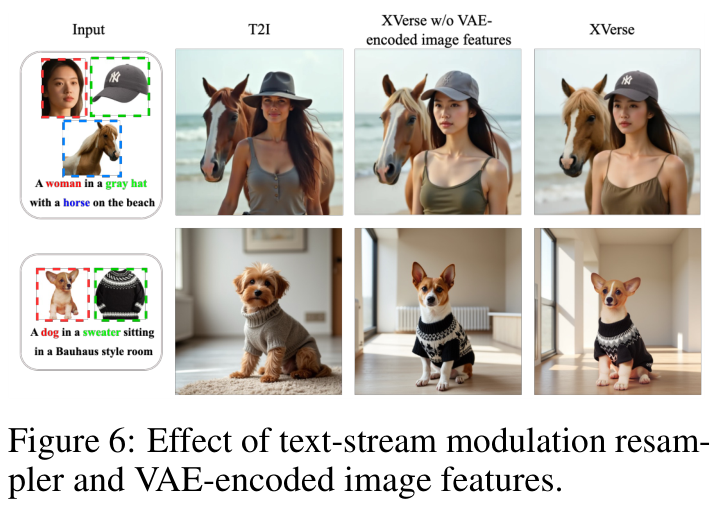 Input
T2I
XVerse w/o VAE-
encoded image features
XVerse
NY
A woman in a gray hat
with a horse on the beach
NY
A dog in a sweater sitting
in a Bauhaus style room
Figure 6: Effect of text-stream modulation resam-
pler and VAE-encoded image features.